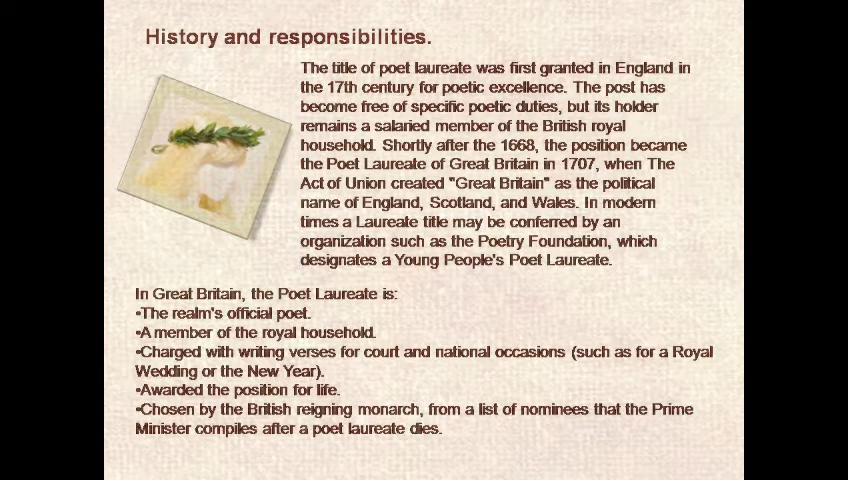 History and responsibilities.
The title of poet laureate was first granted in England in
the 17th century for poetic excellence. The post has
become free of specific poetic duties, but its holder
remains a salaried member of the British royal
household. Shortly after the 1668, the position became
the Poet Laureate of Great Britain in 1707, when The
Act of Union created "Great Britain" as the political
name of England, Scotland, and Wales. In modern
times a Laureate title may be conferred by an
organization such as the Poetry Foundation, which
designates a Young People's Poet Laureate.
In Great Britain, the Poet Laureate is:
•The realm's official poet.
•A member of the royal household.
•Charged with writing verses for court and national occasions (such as for a Royal
Wedding or the New Year).
•Awarded the position for life.
•Chosen by the British reigning monarch, from a list of nominees that the Prime
Minister compiles after a poet laureate dies.